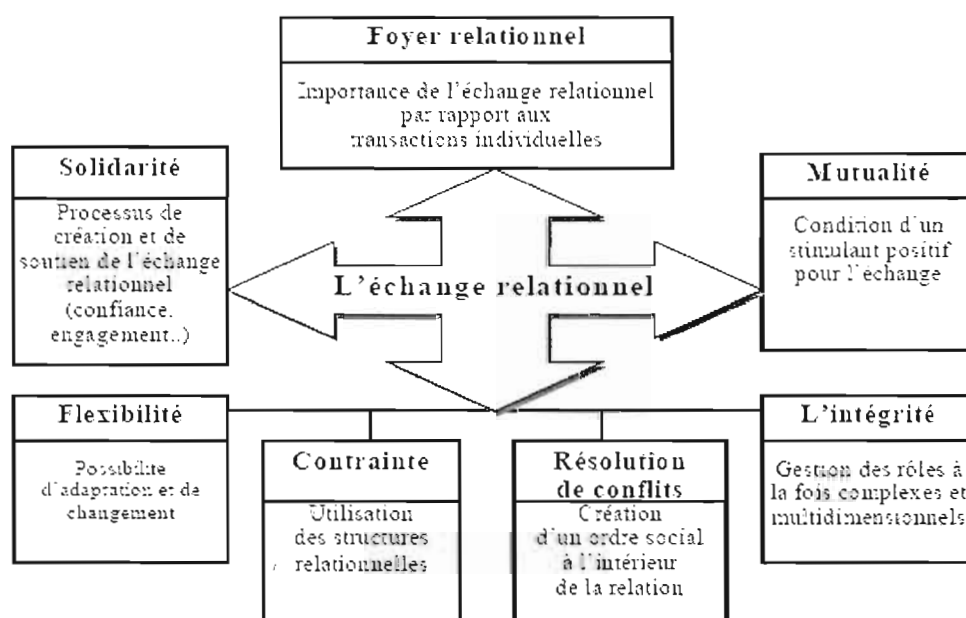 Foyer relationnel
Importance de l'échange relationnel
par rapport aux
transactions individuelles
Solidarité
Processus de
création et de
soutien de l'échange
relationnel
(confiance,
engagement..)
Mutualité
Condition d'un
stimulant positif
pour l'échange
L'échange relationnel
Flexibilité
Possibilite
d'adaptation et de
changement
Contrainte
Utilisation
des structures
relationnelles
Résolution
de conflits
Création
d'un ordre social
à l'intérieur
de la relation
L'intégrité
Gestion des rôles à
la fois complexes et
multidimensionnels